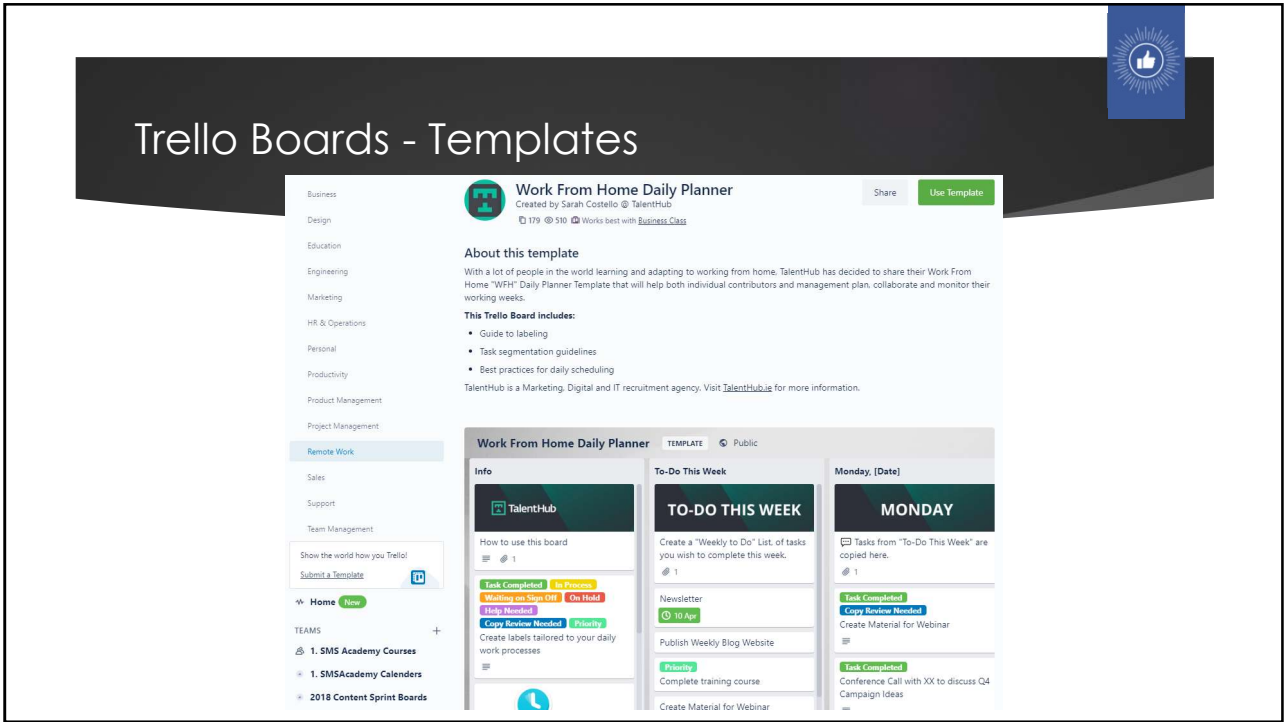 Trello Boards - Templates
Business
Design
Education
Engineering
Marketing
HR & Operations
Personal
Productivity
Product Management
Project Management
Remote Work
Sales
Support
Team Management
Show the world how you Trello!
Submit a Template
Home New
TEAMS +
1. SMS Academy Courses
1. SMSAcademy Calenders
2018 Content Sprint Boards
Work From Home Daily Planner
Created by Sarah Costello @ TalentHub
179 510 Works best with Business Class
Share
Use Template
About this template
With a lot of people in the world learning and adapting to working from home, TalentHub has decided to share their Work From
Home "WFH" Daily Planner Template that will help both individual contributors and management plan, collaborate and monitor their
working weeks.
This Trello Board includes:
• Guide to labeling
• Task segmentation guidelines
• Best practices for daily scheduling
TalentHub is a Marketing, Digital and IT recruitment agency. Visit TalentHub.ie for more information.
Work From Home Daily Planner TEMPLATE Public
Info
TalentHub
How to use this board
1
Task Completed In Process
Waiting on Sign Off On Hold
Help Needed
Copy Review Needed Priority
Create labels tailored to your daily
work processes
To-Do This Week
TO-DO THIS WEEK
Create a "Weekly to Do" List, of tasks
you wish to complete this week.
1
Newsletter
10 Apr
Publish Weekly Blog Website
Priority
Complete training course
Create Material for Webinar
Monday, [Date]
MONDAY
Tasks from "To-Do This Week" are
copied here.
1
Task Completed
Copy Review Needed
Create Material for Webinar
Task Completed
Conference Call with XX to discuss Q4
Campaign Ideas